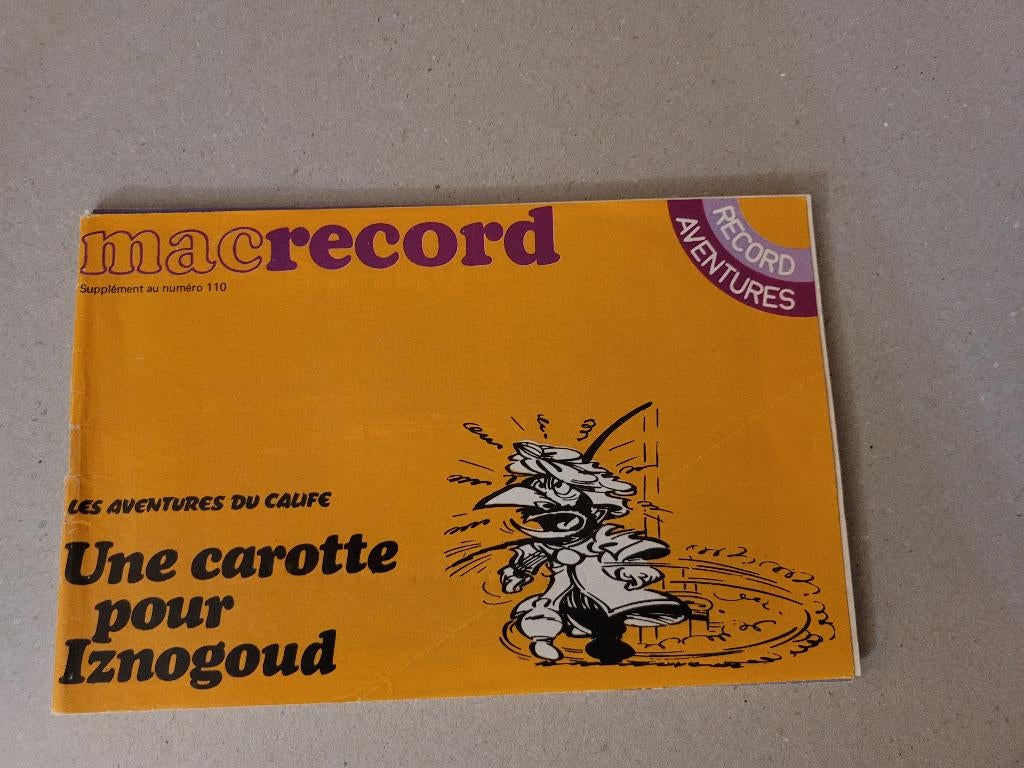 macrecord
Supplément au numéro 110
RECORD
AVENTURES
LES AVENTURES DU CALIFE
Une carotte
pour
Iznogoud